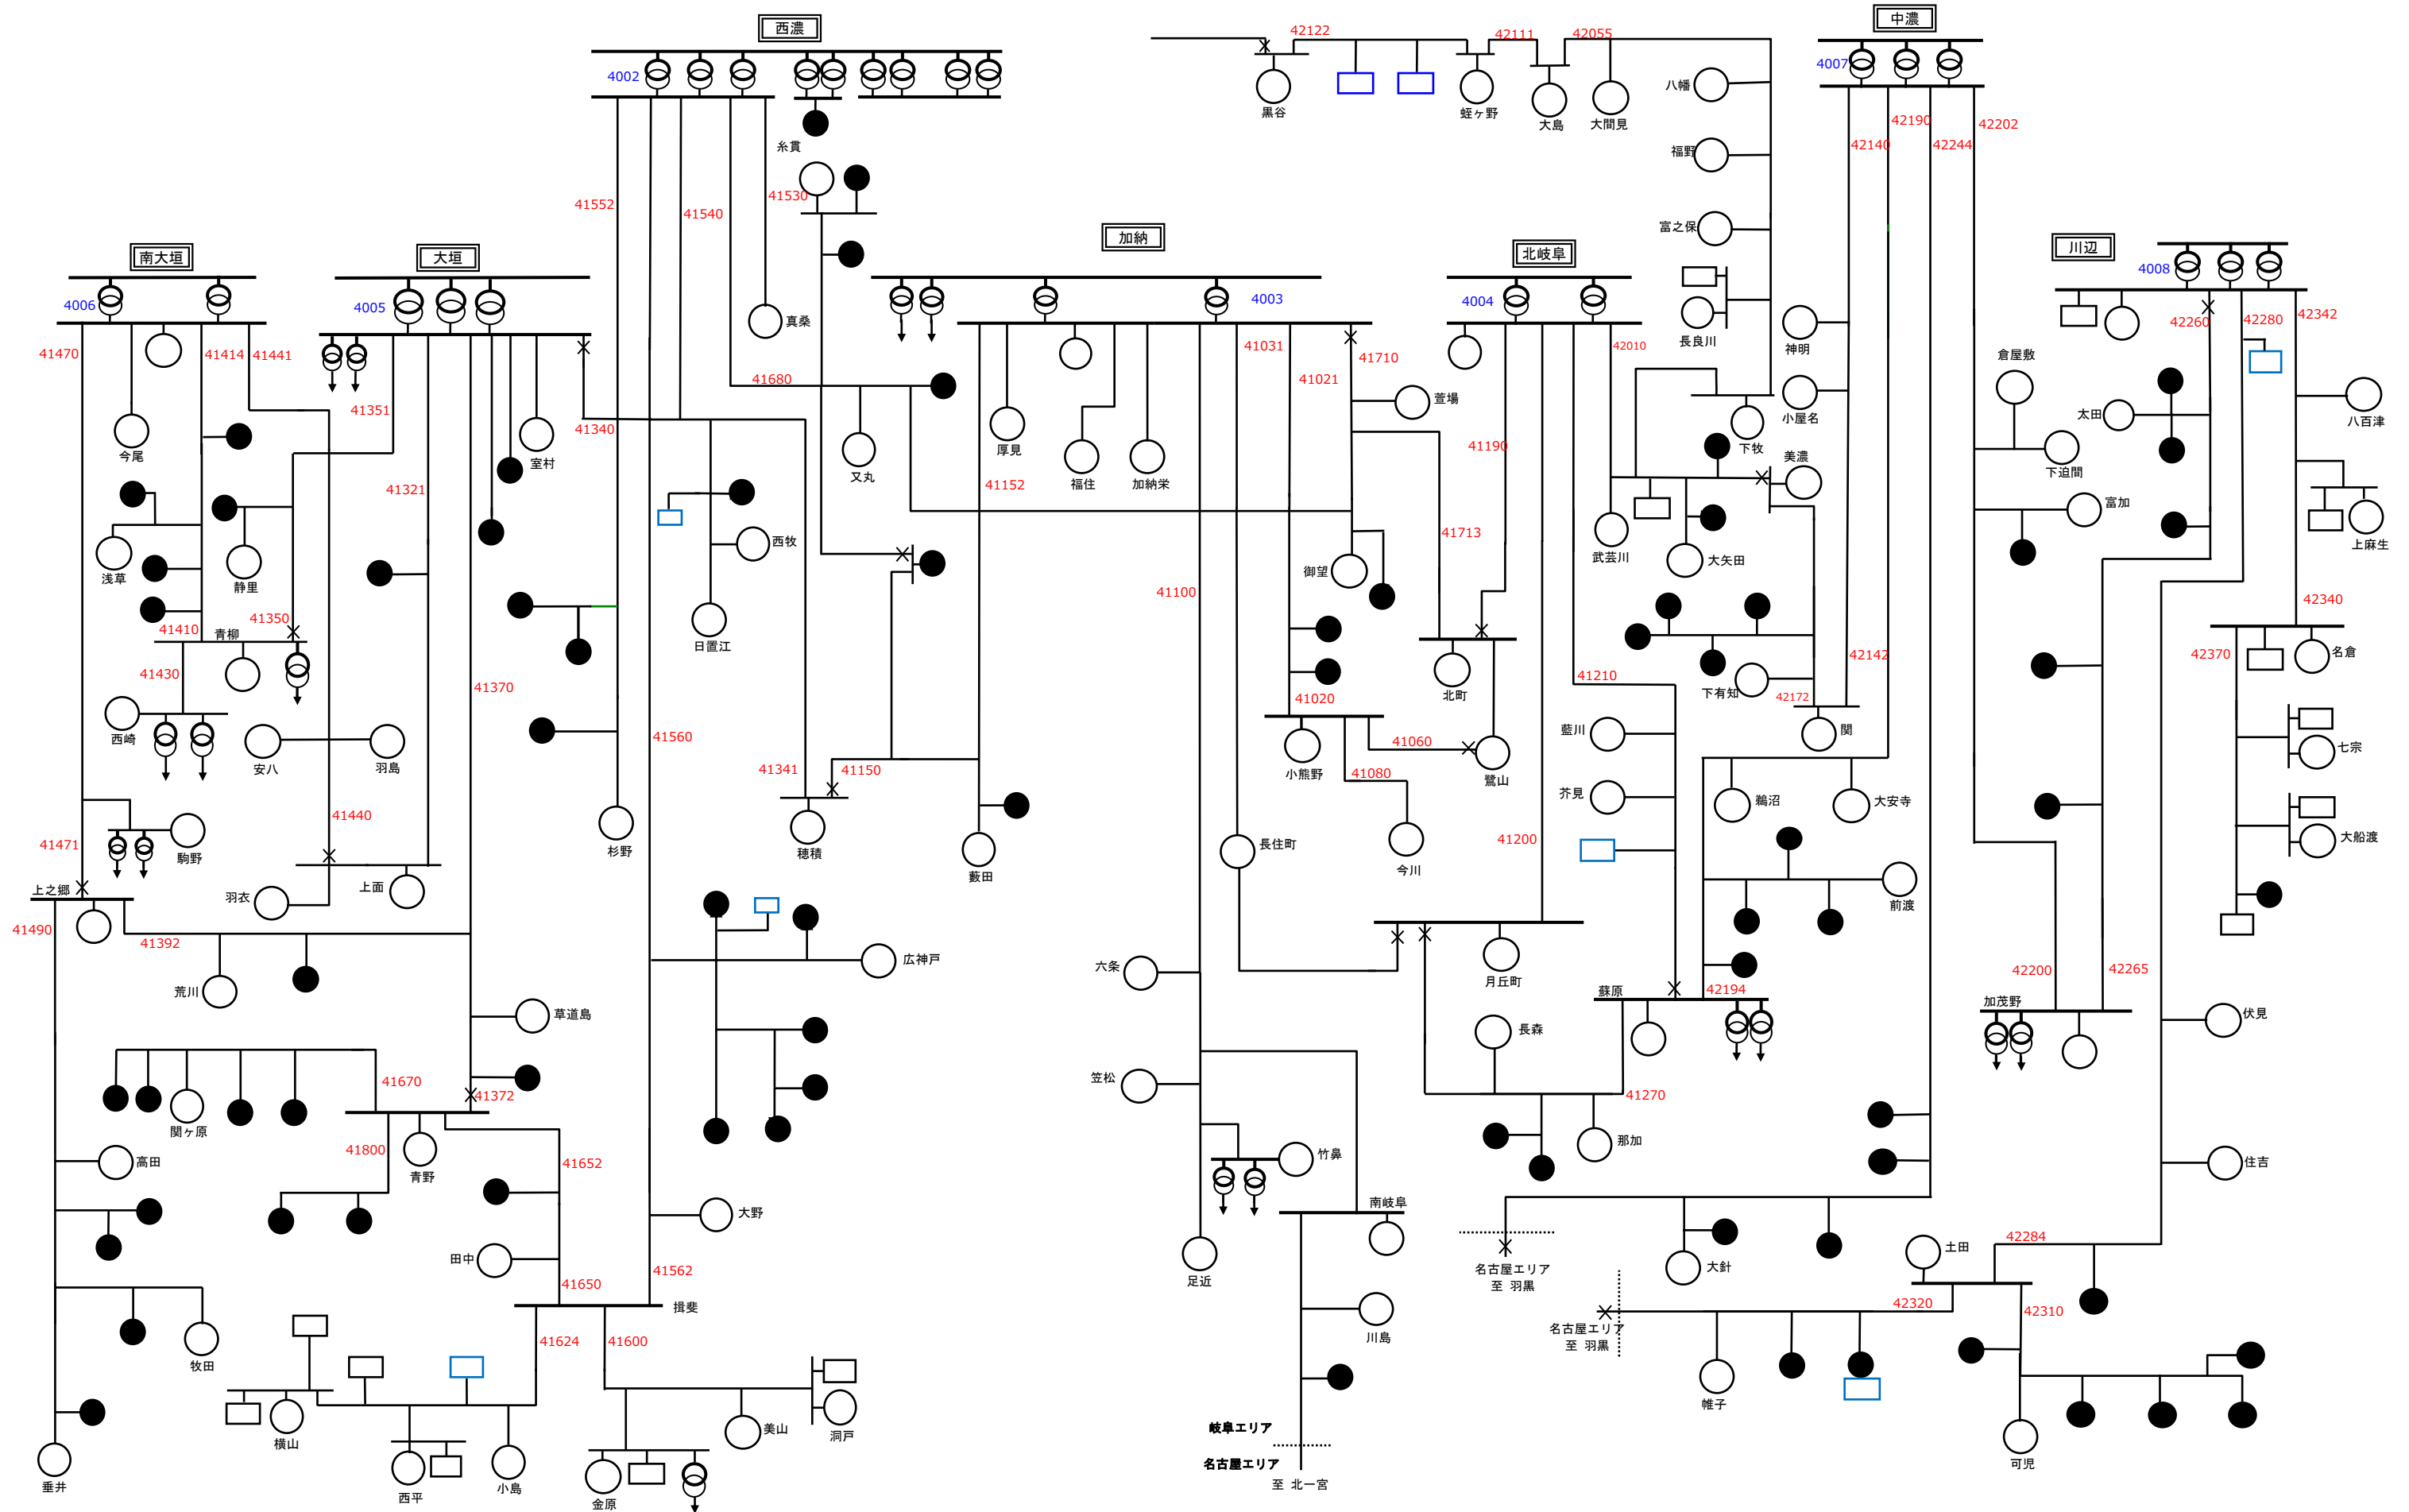 西濃
42122
42111
42055
中濃
4002
4007
八幡
黒谷
蛭ヶ野
大島
大間見
42190
42202
42140
42244
糸貫
福野
41530
41552
41540
富之保
加納
北岐阜
川辺
南大垣
大垣
4006
4005
4003
4004
4008
真桑
長良川
神明
42260
42280
42342
41470
41414
41441
41031
41710
42010
倉屋敷
41680
41021
41351
萱場
小屋名
太田
八百津
41340
今尾
室村
又丸
厚見
福住
加納栄
41190
下牧
美濃
下迫間
41321
41152
富加
上麻生
浅草
静里
西牧
41713
武芸川
大矢田
御望
41100
42340
41350
41410
青柳
日置江
41430
41370
41020
北町
41210
下有知
42172
42142
42370
名倉
西崎
安八
羽島
41560
41341
41150
小熊野
41060
41080
鷺山
藍川
関
七宗
芥見
鵜沼
大安寺
41440
41471
駒野
杉野
穂積
藪田
長住町
今川
41200
大船渡
上之郷
羽衣
上面
前渡
41490
41392
広神戸
六条
月丘町
42200
42265
荒川
蘇原
42194
加茂野
草道島
長森
伏見
41670
41372
笠松
41270
関ヶ原
高田
41800
青野
41652
竹鼻
那加
住吉
大野
南岐阜
田中
42284
土田
41650
41562
足近
名古屋エリア
至 羽黒
大針
揖斐
42320
42310
41624
41600
川島
名古屋エリア
至 羽黒
牧田
帷子
美山
洞戸
岐阜エリア
横山
可児
名古屋エリア
垂井
西平
小島
金原
至 北一宮